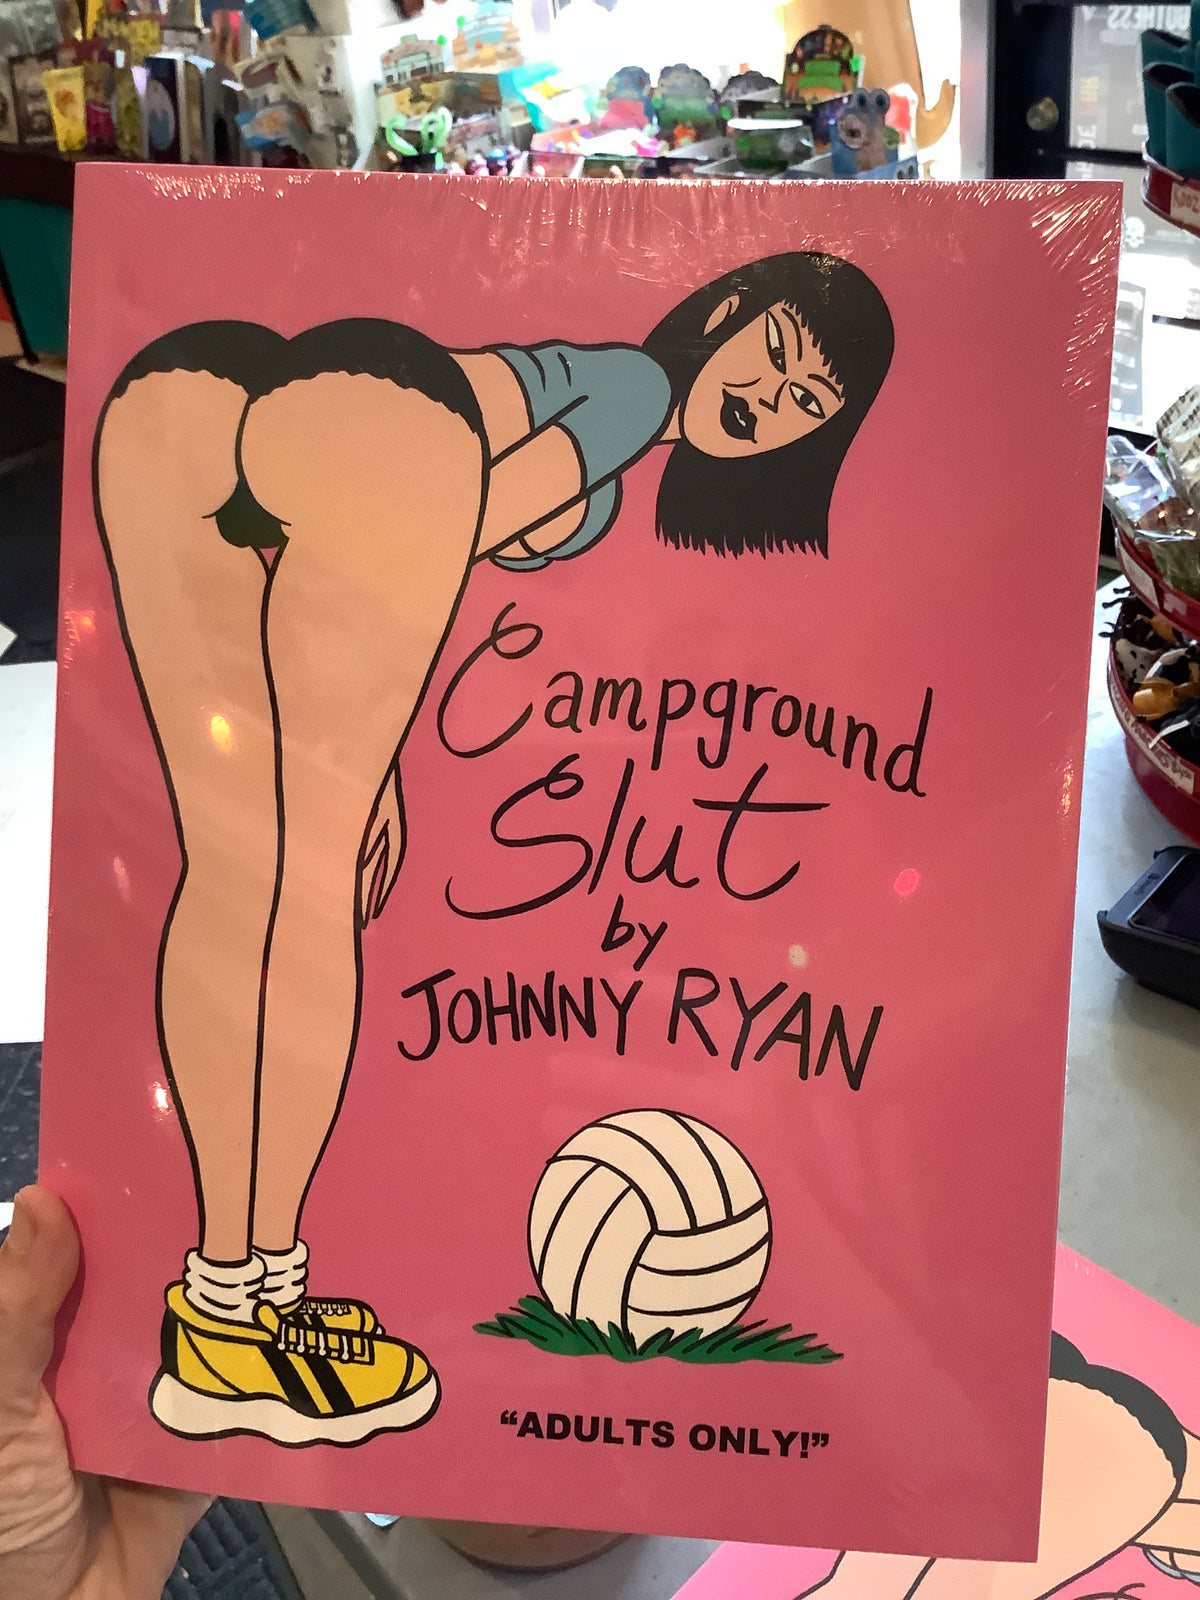 Campground
Slut
by
JOHNNY RYAN
“ADULTS ONLY!”